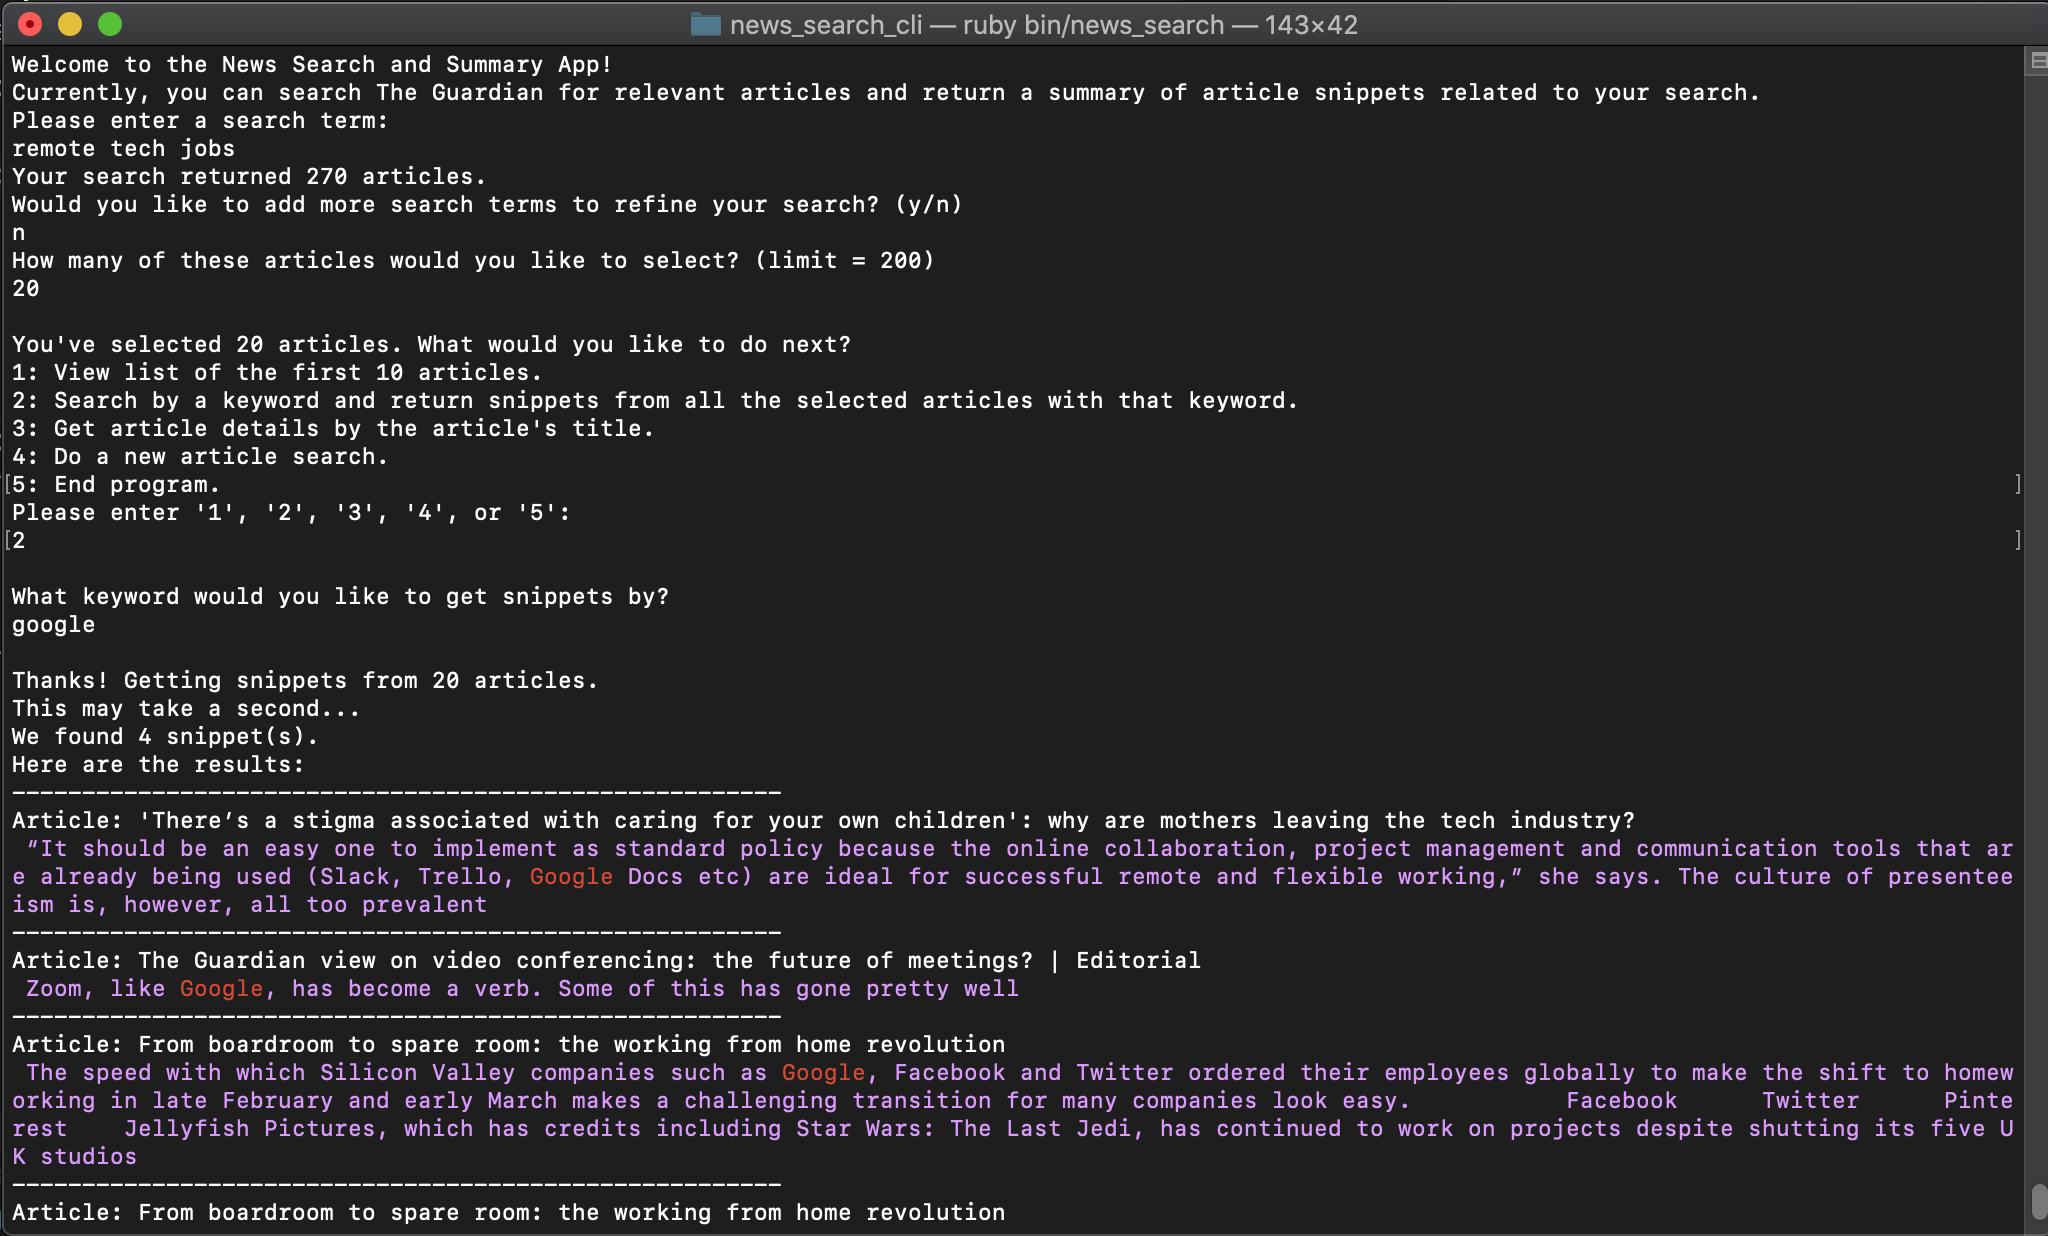 news_search_cli — ruby bin/news_search — 143×42
Welcome to the News Search and Summary App!
Currently, you can search The Guardian for relevant articles and return a summary of article snippets related to your search.
Please enter a search term:
remote tech jobs
Your search returned 270 articles.
Would you like to add more search terms to refine your search? (y/n)
n
How many of these articles would you like to select? (limit = 200)
20
You've selected 20 articles. What would you like to do next?
1: View list of the first 10 articles.
2: Search by a keyword and return snippets from all the selected articles with that keyword.
3: Get article details by the article's title.
4: Do a new article search.
[5: End program. ]
Please enter '1', '2', '3', '4', or '5':
[2 ]
What keyword would you like to get snippets by?
google
Thanks! Getting snippets from 20 articles.
This may take a second...
We found 4 snippet(s).
Here are the results:
-------------------------------------------------------
Article: 'There’s a stigma associated with caring for your own children': why are mothers leaving the tech industry?
“It should be an easy one to implement as standard policy because the online collaboration, project management and communication tools that ar
e already being used (Slack, Trello, Google Docs etc) are ideal for successful remote and flexible working,” she says. The culture of presentee
ism is, however, all too prevalent
-------------------------------------------------------
Article: The Guardian view on video conferencing: the future of meetings? | Editorial
Zoom, like Google, has become a verb. Some of this has gone pretty well
-------------------------------------------------------
Article: From boardroom to spare room: the working from home revolution
The speed with which Silicon Valley companies such as Google, Facebook and Twitter ordered their employees globally to make the shift to homew
orking in late February and early March makes a challenging transition for many companies look easy.           Facebook      Twitter      Pinte
rest    Jellyfish Pictures, which has credits including Star Wars: The Last Jedi, has continued to work on projects despite shutting its five U
K studios
-------------------------------------------------------
Article: From boardroom to spare room: the working from home revolution